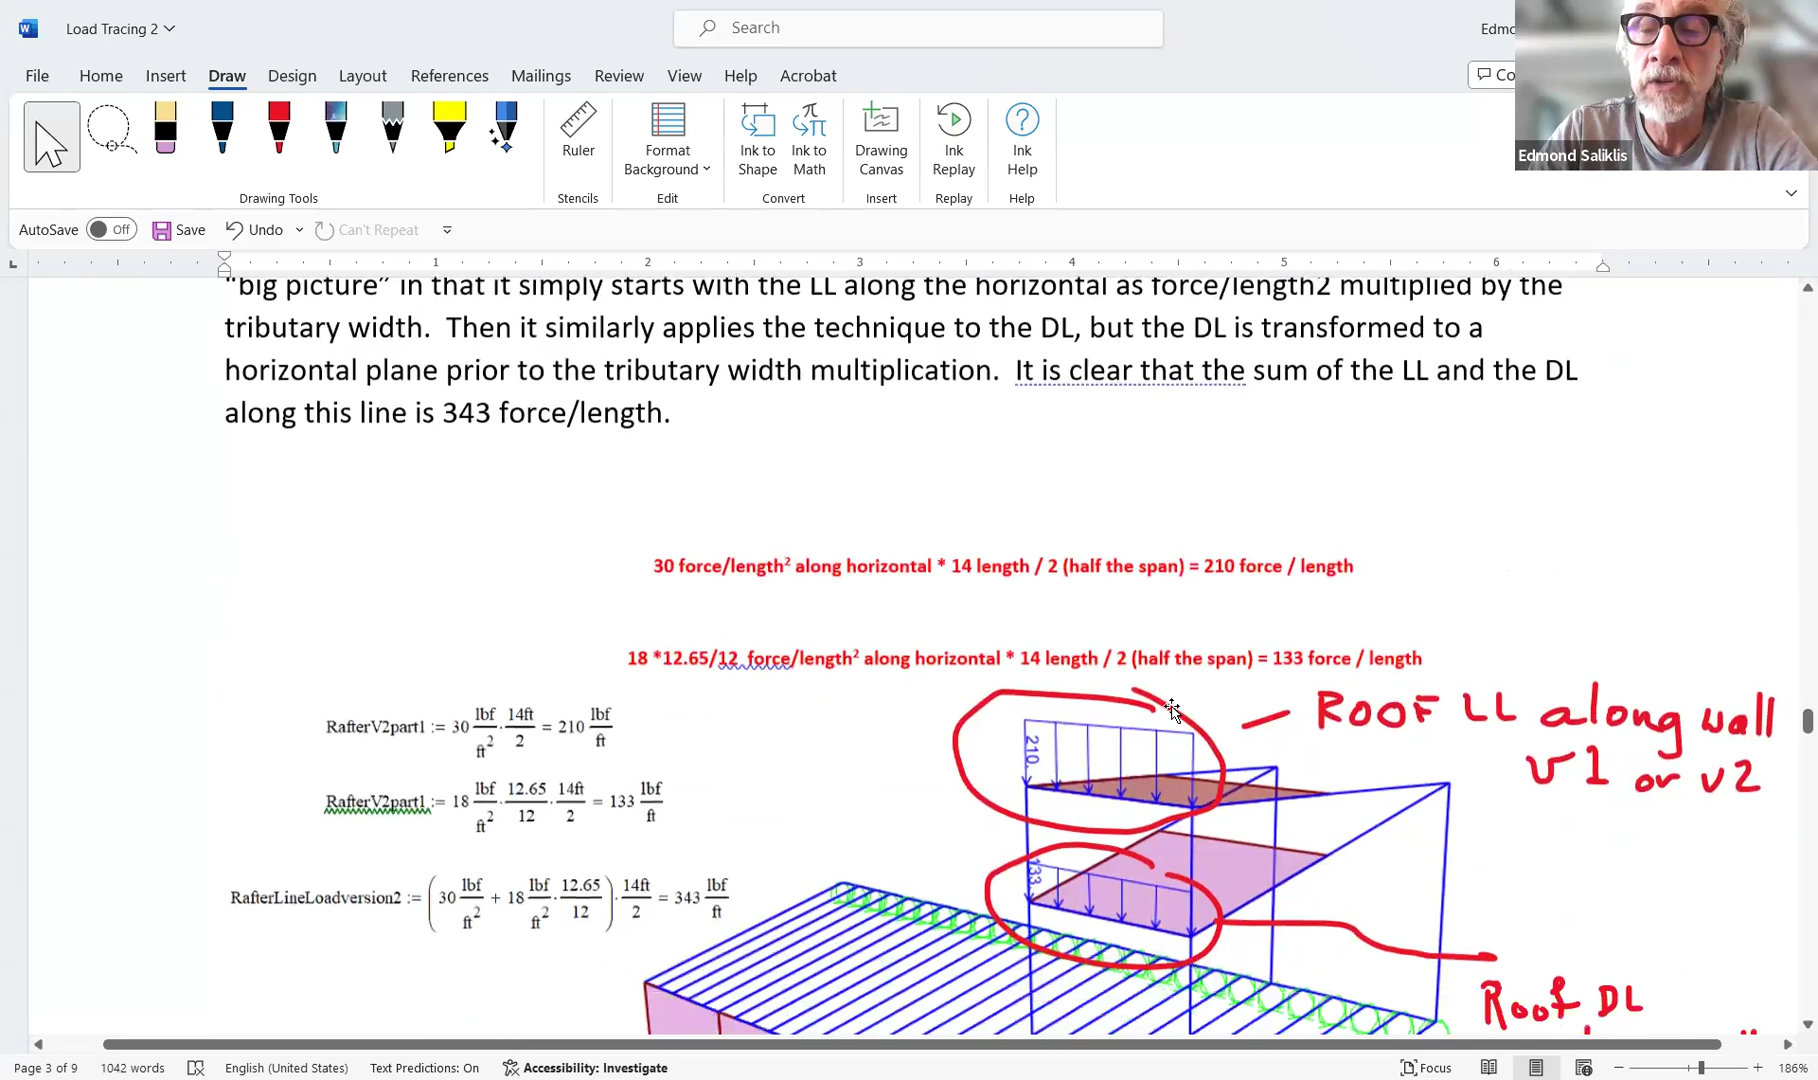 Load Tracing 2
Search
Edmo
File
Home
Insert
Draw
Design
Layout
References
Mailings
Review
View
Help
Acrobat
Co
Edmond Saliklis
Ruler
Format
Background
Ink to
Shape
Ink to
Math
Drawing
Canvas
Ink
Replay
Ink
Help
Drawing Tools
Stencils
Edit
Convert
Insert
Replay
Help
AutoSave
Off
Save
Undo
Can't Repeat
1 2 3 4 5 6
"big picture" in that it simply starts with the LL along the horizontal as force/length2 multiplied by the
tributary width. Then it similarly applies the technique to the DL, but the DL is transformed to a
horizontal plane prior to the tributary width multiplication. It is clear that the sum of the LL and the DL
along this line is 343 force/length.
30 force/length² along horizontal * 14 length / 2 (half the span) = 210 force / length
18 *12.65/12 force/length² along horizontal * 14 length / 2 (half the span) = 133 force / length
RafterV2part1 := 30 lbf/ft² · 14ft/2 = 210 lbf/ft
RafterV2part1 := 18 lbf/ft² · 12.65/12 · 14ft/2 = 133 lbf/ft
RafterLineLoadversion2 := (30 lbf/ft² + 18 lbf/ft² · 12.65/12) · 14ft/2 = 343 lbf/ft
210.
133.
ROOF LL along wall
V1 or V2
Roof DL
Page 3 of 9
1042 words
English (United States)
Text Predictions: On
Accessibility: Investigate
Focus
186%